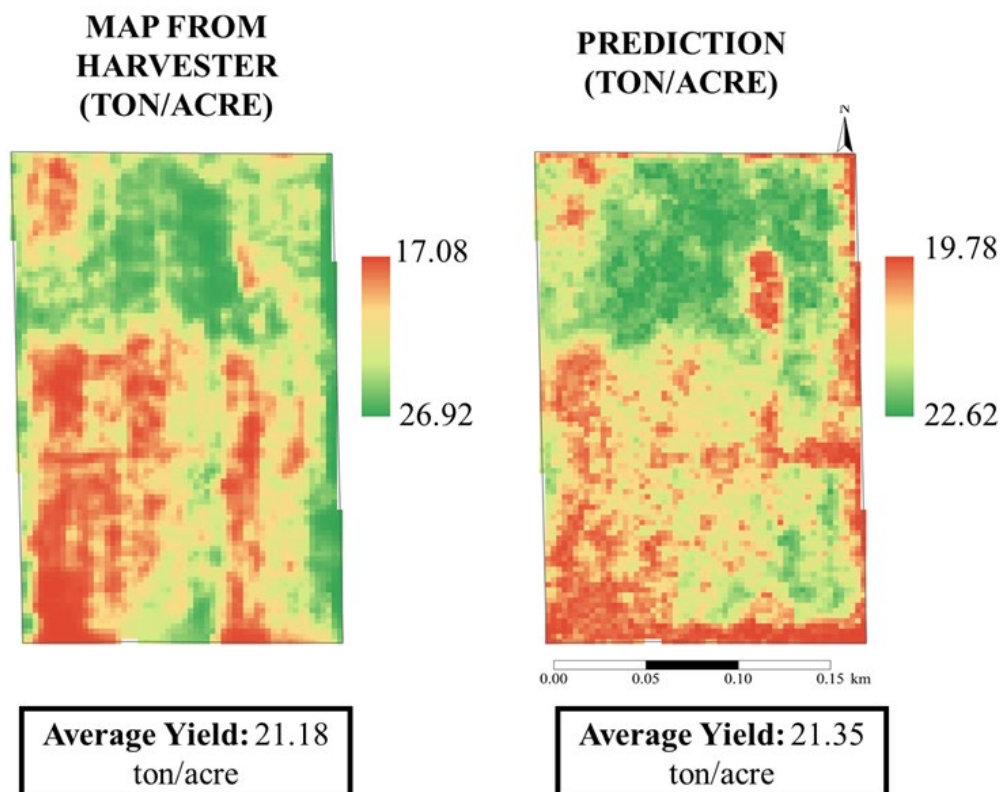 MAP FROM
HARVESTER
(TON/ACRE)
PREDICTION
(TON/ACRE)
N
17.08
26.92
19.78
22.62
0.00 0.05 0.10 0.15 km
Average Yield: 21.18
ton/acre
Average Yield: 21.35
ton/acre